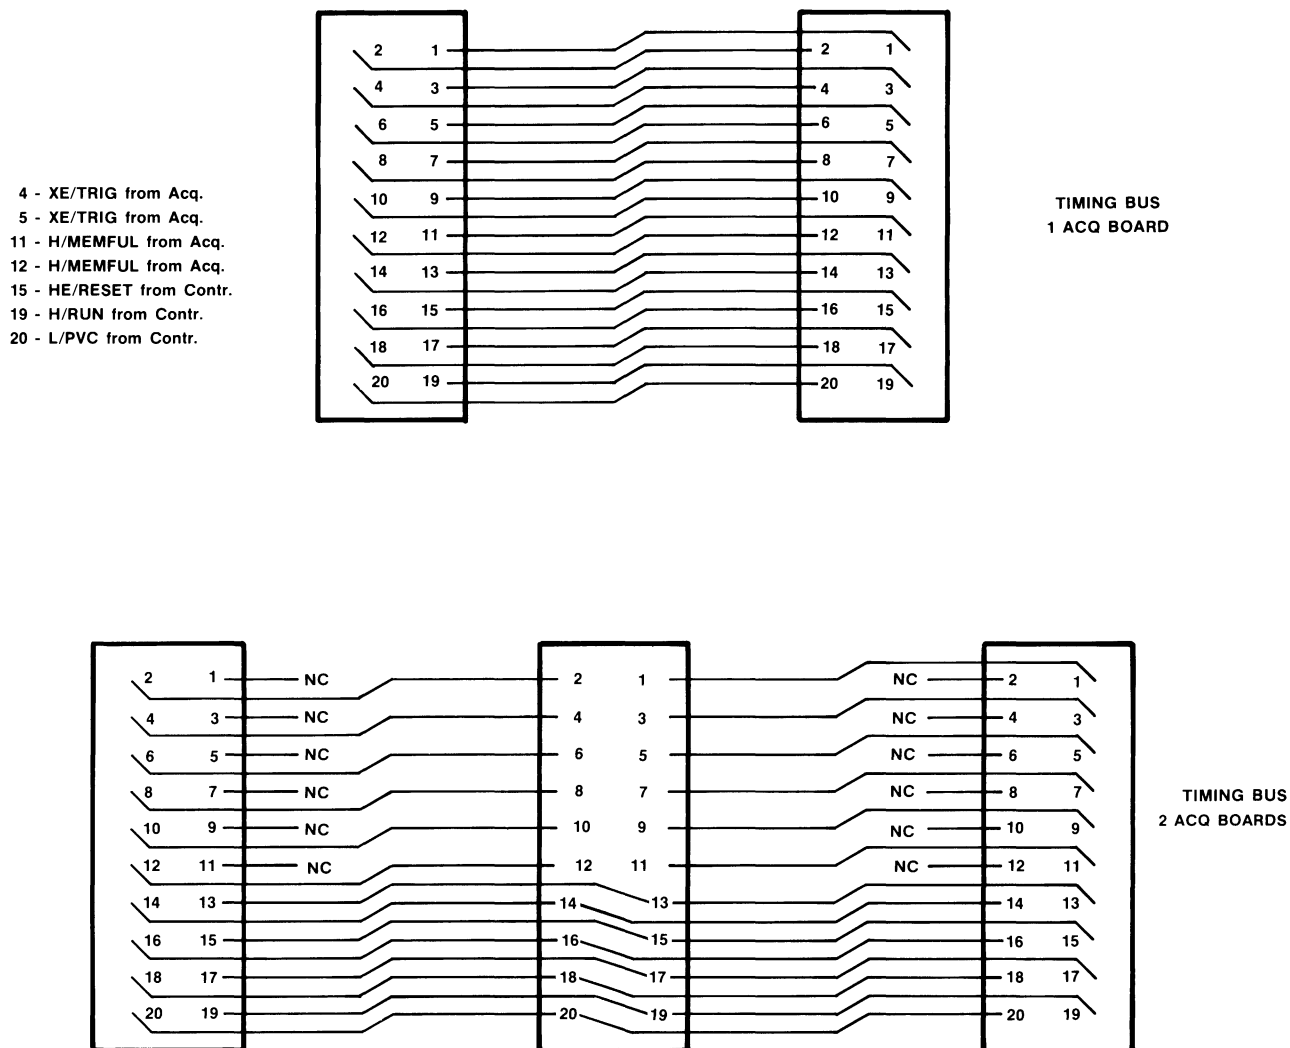 2 1 2 1
4 3 4 3
6 5 6 5
8 7 8 7
10 9 10 9
12 11 12 11
14 13 14 13
16 15 16 15
18 17 18 17
20 19 20 19
4 - XE/TRIG from Acq.
5 - XE/TRIG from Acq.
11 - H/MEMFUL from Acq.
12 - H/MEMFUL from Acq.
15 - HE/RESET from Contr.
19 - H/RUN from Contr.
20 - L/PVC from Contr.
TIMING BUS
1 ACQ BOARD
2 1 NC 2 1 NC 2 1
4 3 NC 4 3 NC 4 3
6 5 NC 6 5 NC 6 5
8 7 NC 8 7 NC 8 7
10 9 NC 10 9 NC 10 9
12 11 NC 12 11 NC 12 11
14 13 14 13 14 13
16 15 16 15 16 15
18 17 18 17 18 17
20 19 20 19 20 19
TIMING BUS
2 ACQ BOARDS